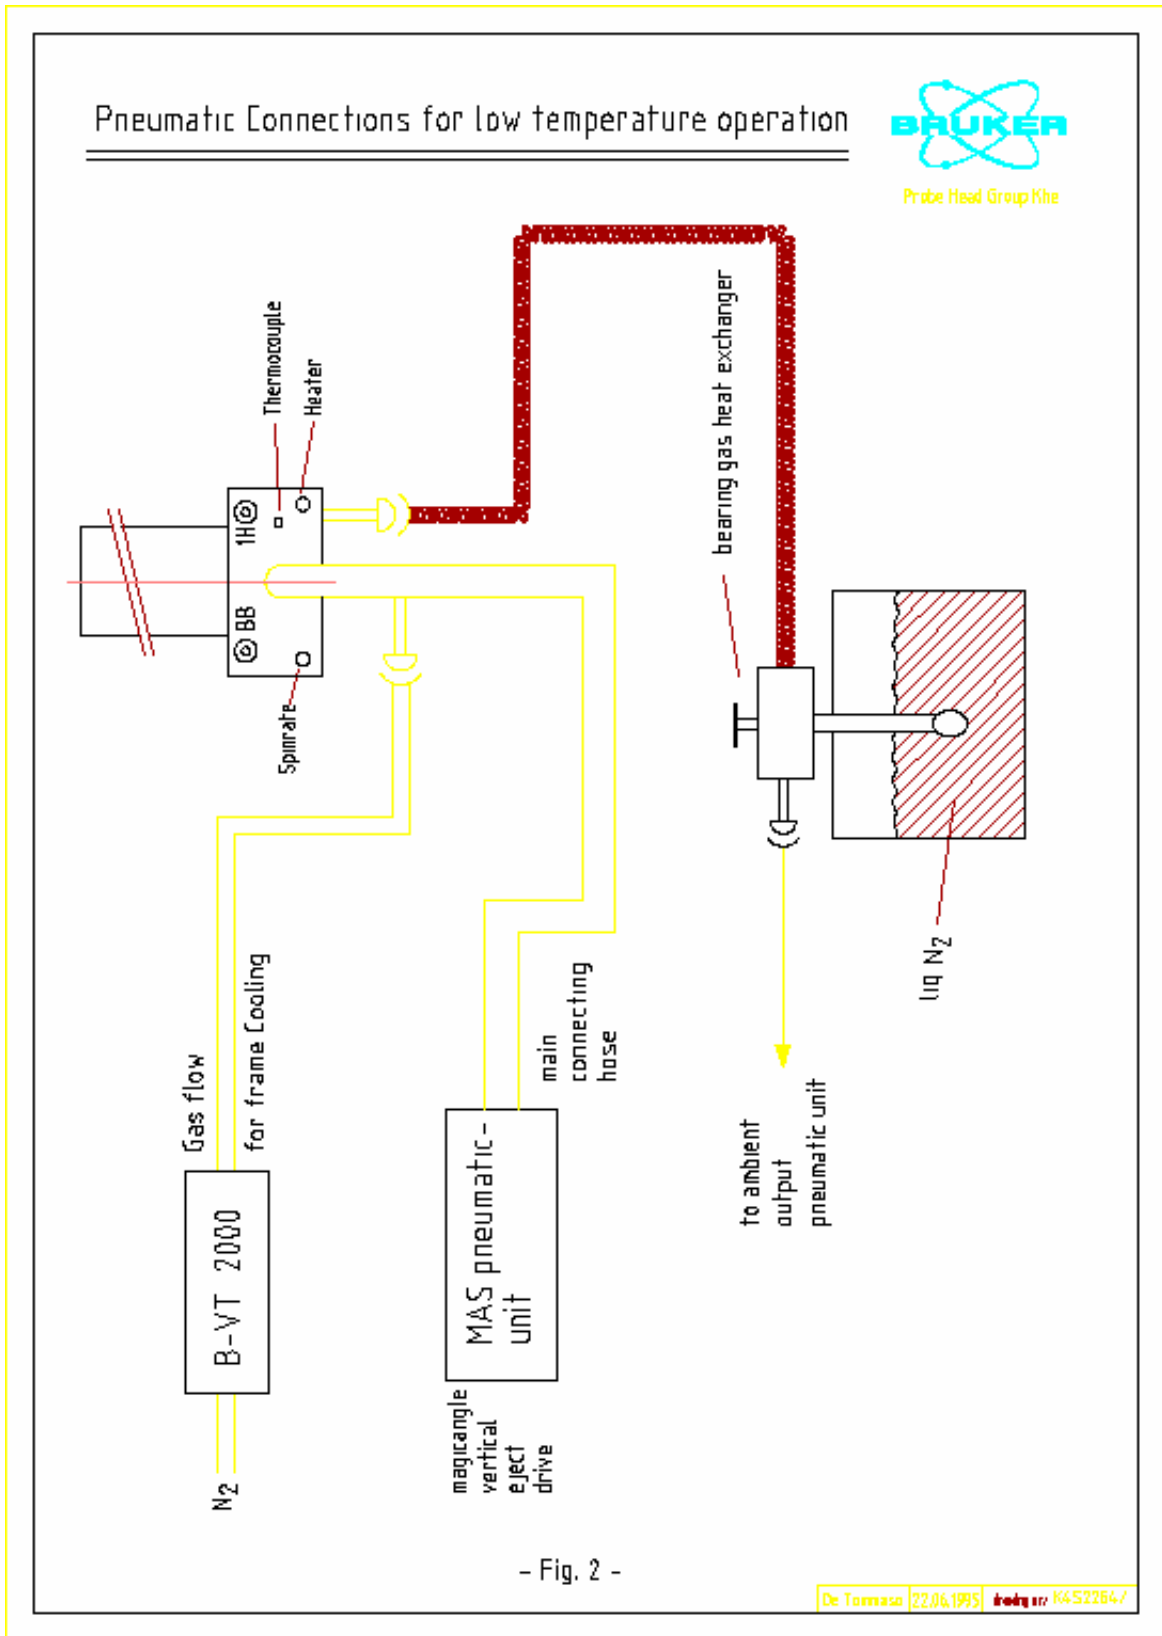 Pneumatic Connections for low temperature operation
BRUKER
Probe Head Group Khe
Thermocouple
Heater
bearing gas heat exchanger
1H
BB
Spinrate
liq N2
Gas flow
for frame Cooling
main
connecting
hose
B-VT 2000
MAS pneumatic-
unit
to ambient
output
pneumatic unit
magicangle
vertical
eject
drive
N2
- Fig. 2 -
De Tommaso
22.06.1995